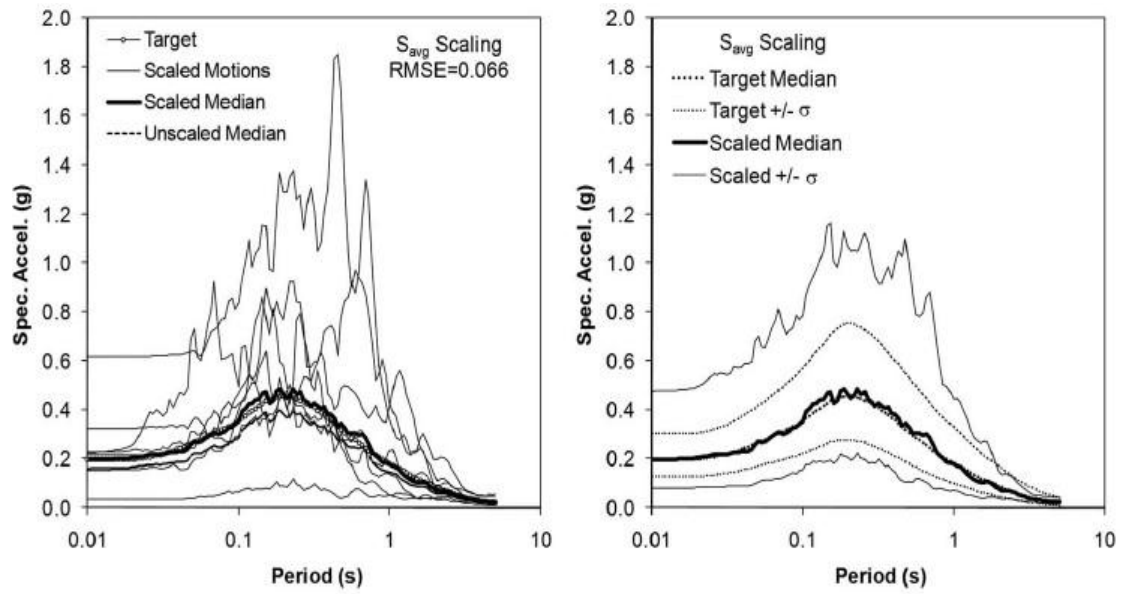 2.0
1.8
1.6
1.4
1.2
1.0
0.8
0.6
0.4
0.2
0.0
Spec. Accel. (g)
Target
Scaled Motions
Scaled Median
Unscaled Median
Savg Scaling
RMSE=0.066
0.01
0.1
1
10
Period (s)
2.0
1.8
1.6
1.4
1.2
1.0
0.8
0.6
0.4
0.2
0.0
Spec. Accel. (g)
Savg Scaling
Target Median
Target +/- σ
Scaled Median
Scaled +/- σ
0.01
0.1
1
10
Period (s)